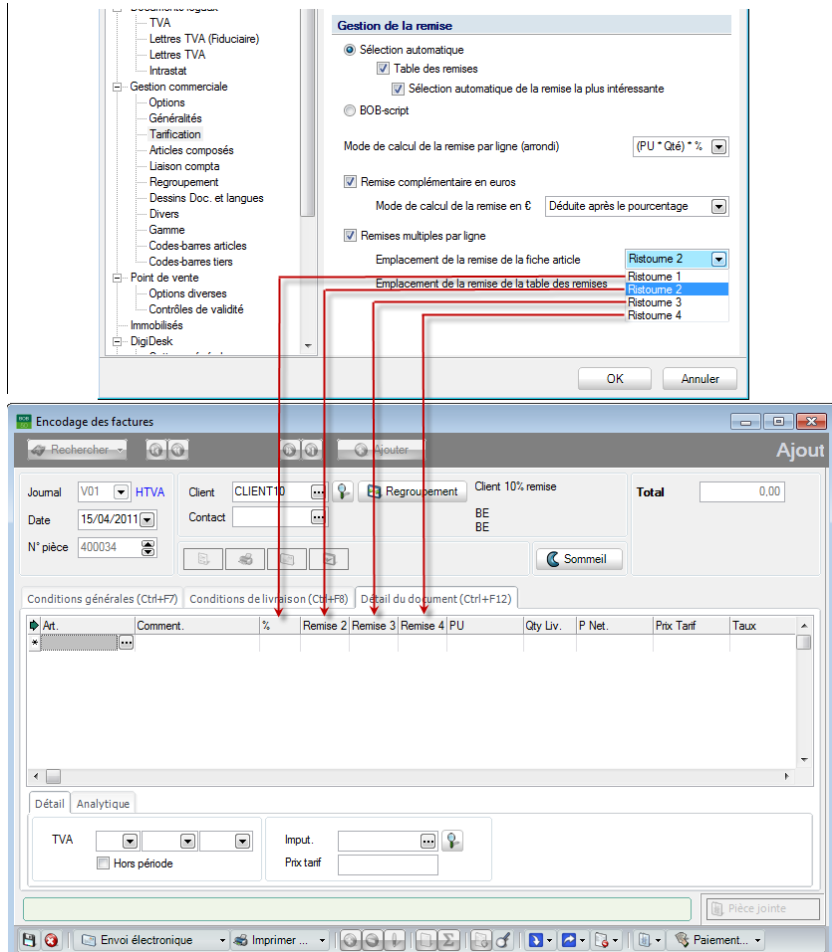 Documents légaux
TVA
Lettres TVA (Fiduciaire)
Lettres TVA
Intrastat
Gestion commerciale
Options
Généralités
Tarification
Articles composés
Liaison compta
Regroupement
Dessins Doc. et langues
Divers
Gamme
Codes-barres articles
Codes-barres tiers
Point de vente
Options diverses
Contrôles de validité
Immobilisés
DigiDesk
Gestion de la remise
Sélection automatique
Table des remises
Sélection automatique de la remise la plus intéressante
BOB-script
Mode de calcul de la remise par ligne (arrondi) (PU * Qté) * %
Remise complémentaire en euros
Mode de calcul de la remise en € Déduite après le pourcentage
Remises multiples par ligne
Emplacement de la remise de la fiche article Ristourne 2
Emplacement de la remise de la table des remises
Ristourne 1
Ristourne 2
Ristourne 3
Ristourne 4
OK Annuler
Encodage des factures
Rechercher Ajouter Ajout
Journal V01 HTVA Client CLIENT10 Regroupement Client 10% remise Total 0.00
Date 15/04/2011 Contact BE
BE
N° pièce 400034 Sommeil
Conditions générales (Ctrl+F7) Conditions de livraison (Ctrl+F8) Détail du document (Ctrl+F12)
Art. Comment. % Remise 2 Remise 3 Remise 4 PU Qty Liv. P Net. Prix Tarif Taux
Détail Analytique
TVA Imput.
Hors période Prix tarif
Pièce jointe
Envoi électronique Imprimer ... Paiement...